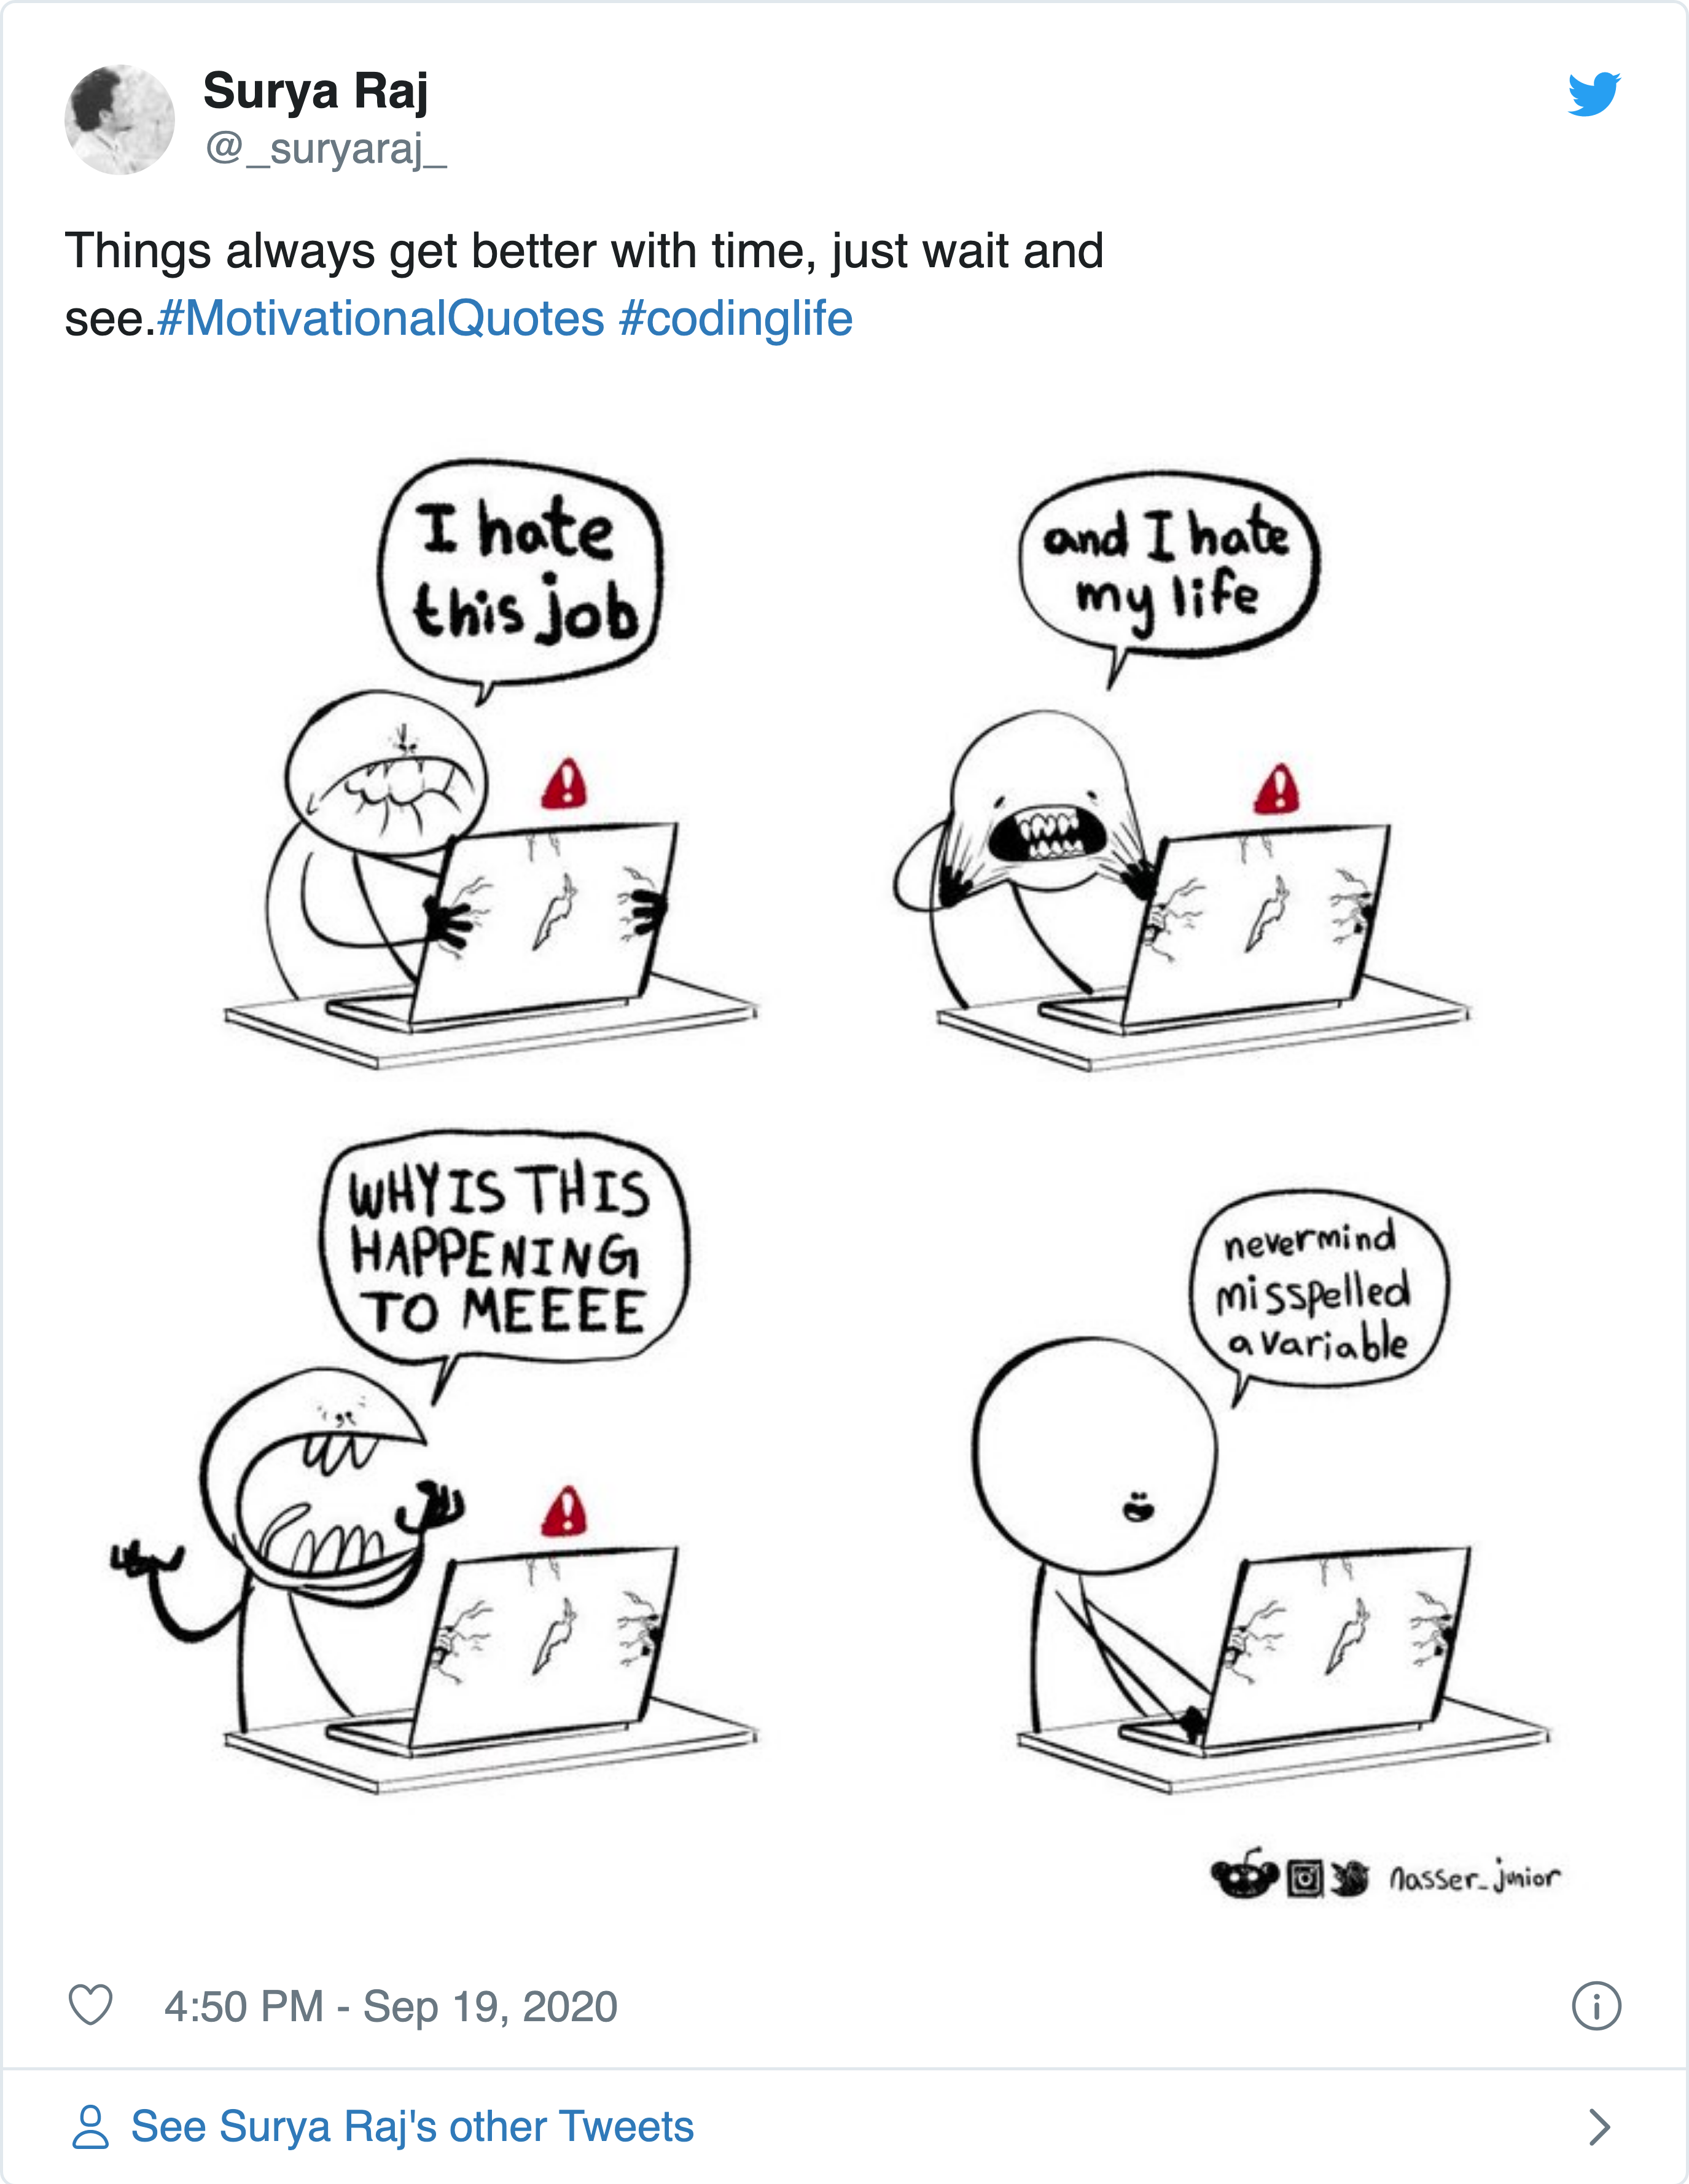 Surya Raj
@_suryaraj_
Things always get better with time, just wait and
see.#MotivationalQuotes #codinglife
I hate
this job
and I hate
my life
WHY IS THIS
HAPPENING
TO MEEEE
nevermind
misspelled
a variable
nasser_junior
4:50 PM - Sep 19, 2020
See Surya Raj's other Tweets